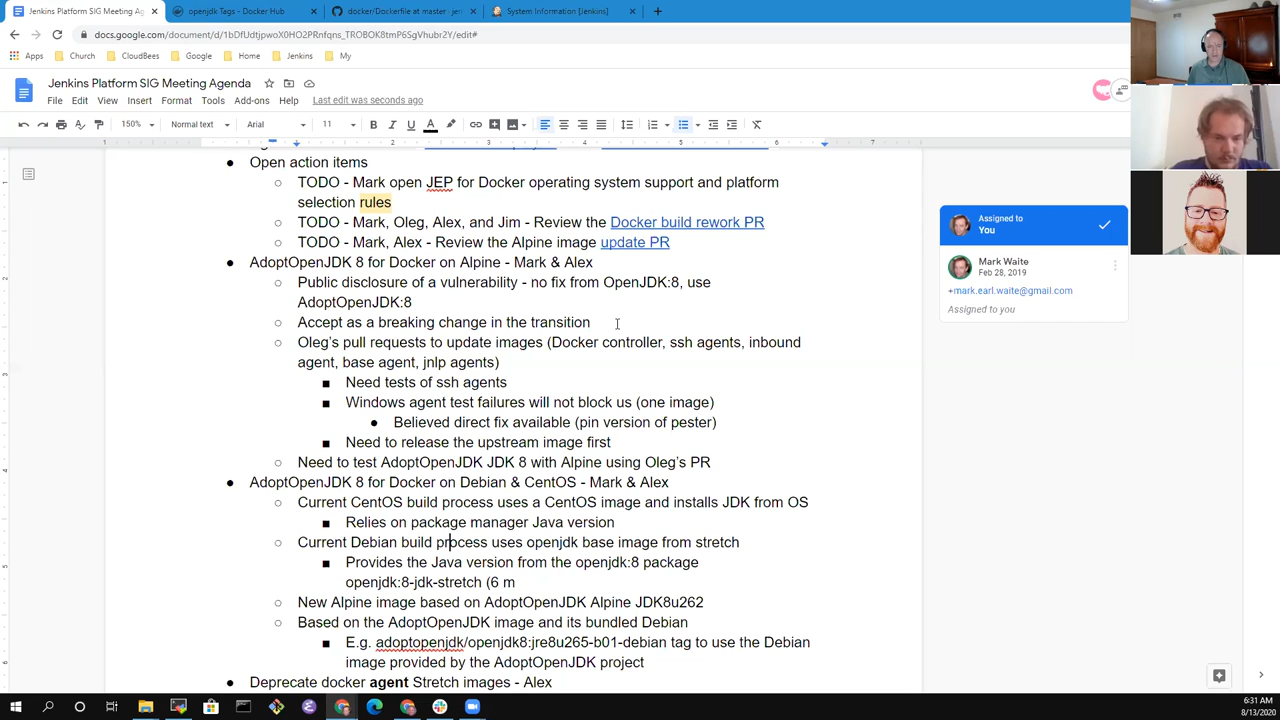 Jenkins Platform SIG Meeting Ag
openjdk Tags - Docker Hub
docker/Dockerfile at master · jen
System Information [Jenkins]
docs.google.com/document/d/1bDfUdtjpwoX0HO2PRnfqns_TROBOK8tmP6SgVhubr2Y/edit#
Apps
Church
CloudBees
Google
Home
Jenkins
My
Jenkins Platform SIG Meeting Agenda
File Edit View Insert Format Tools Add-ons Help Last edit was seconds ago
150% Normal text Arial 11 B I U A
1 1 2 3 4 5 6 7
Open action items
TODO - Mark open JEP for Docker operating system support and platform
selection rules
TODO - Mark, Oleg, Alex, and Jim - Review the Docker build rework PR
TODO - Mark, Alex - Review the Alpine image update PR
AdoptOpenJDK 8 for Docker on Alpine - Mark & Alex
Public disclosure of a vulnerability - no fix from OpenJDK:8, use
AdoptOpenJDK:8
Accept as a breaking change in the transition
Oleg's pull requests to update images (Docker controller, ssh agents, inbound
agent, base agent, jnlp agents)
Need tests of ssh agents
Windows agent test failures will not block us (one image)
Believed direct fix available (pin version of pester)
Need to release the upstream image first
Need to test AdoptOpenJDK JDK 8 with Alpine using Oleg's PR
AdoptOpenJDK 8 for Docker on Debian & CentOS - Mark & Alex
Current CentOS build process uses a CentOS image and installs JDK from OS
Relies on package manager Java version
Current Debian build process uses openjdk base image from stretch
Provides the Java version from the openjdk:8 package
openjdk:8-jdk-stretch (6 m
New Alpine image based on AdoptOpenJDK Alpine JDK8u262
Based on the AdoptOpenJDK image and its bundled Debian
E.g. adoptopenjdk/openjdk8:jre8u265-b01-debian tag to use the Debian
image provided by the AdoptOpenJDK project
Deprecate docker agent Stretch images - Alex
Assigned to
You
Mark Waite
Feb 28, 2019
+mark.earl.waite@gmail.com
Assigned to you
6:31 AM
8/13/2020